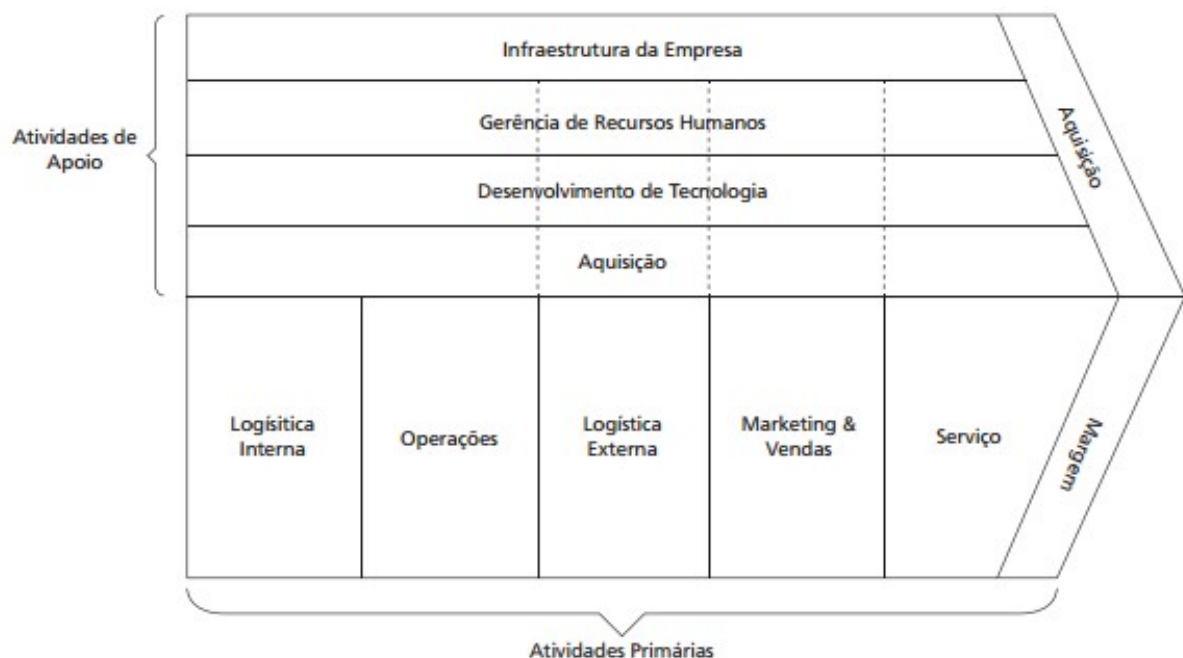 Infraestrutura da Empresa
Gerência de Recursos Humanos
Atividades de
Apoio
Desenvolvimento de Tecnologia
Aquisição
Aquisição
Logísitica
Interna
Operações
Logística
Externa
Marketing &
Vendas
Serviço
Margem
Atividades Primárias